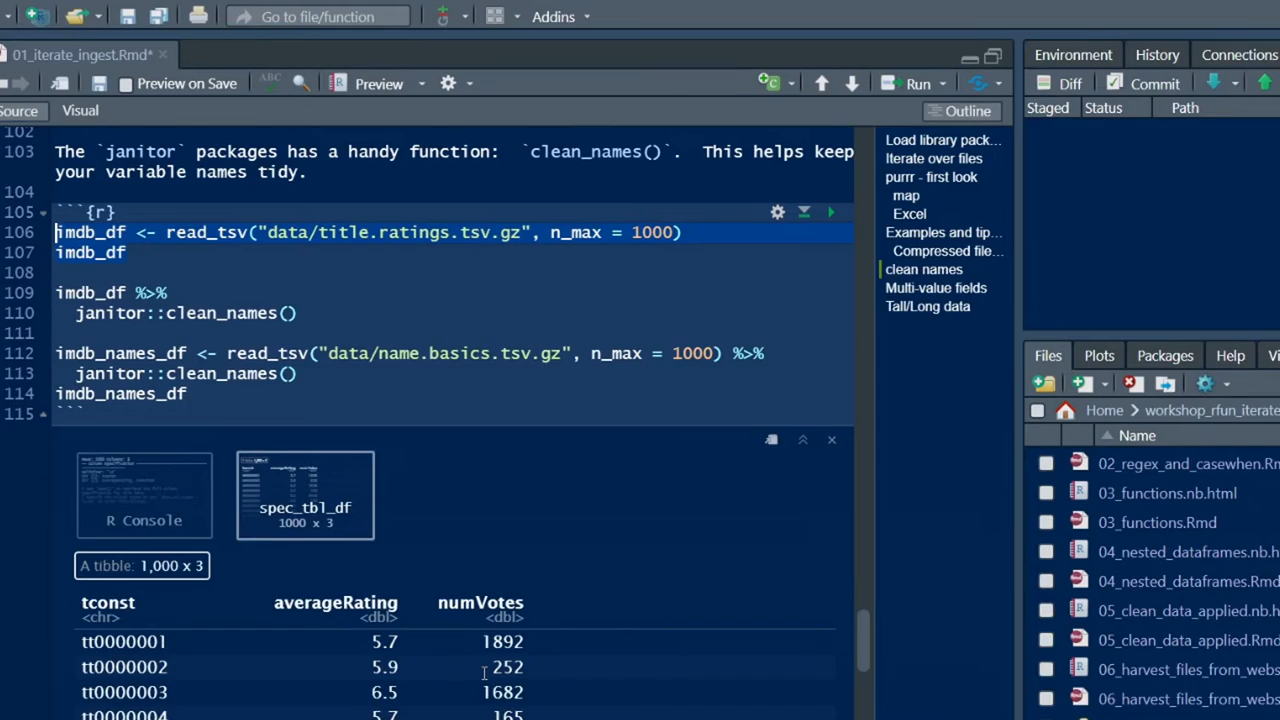 Go to file/function
Addins
01_iterate_ingest.Rmd*
Environment
History
Connections
ABC
Preview on Save
Preview
Run
Diff
Commit
Source
Visual
Outline
Staged
Status
Path
102
103 The `janitor` packages has a handy function: `clean_names()`. This helps keep
your variable names tidy.
104
105 ```{r}
106 imdb_df <- read_tsv("data/title.ratings.tsv.gz", n_max = 1000)
107 imdb_df
108
109 imdb_df %>%
110 janitor::clean_names()
111
112 imdb_names_df <- read_tsv("data/name.basics.tsv.gz", n_max = 1000) %>%
113 janitor::clean_names()
114 imdb_names_df
115 ```
Load library pack...
Iterate over files
purrr - first look
map
Excel
Examples and tip...
Compressed file...
clean names
Multi-value fields
Tall/Long data
R Console
spec_tbl_df
1000 x 3
A tibble: 1,000 x 3
tconst averageRating numVotes
<chr> <dbl> <dbl>
tt0000001 5.7 1892
tt0000002 5.9 252
tt0000003 6.5 1682
tt0000004 5.7 165
Files
Plots
Packages
Help
Home
workshop_rfun_iterate
Name
02_regex_and_casewhen.Rm
03_functions.nb.html
03_functions.Rmd
04_nested_dataframes.nb.h
04_nested_dataframes.Rmd
05_clean_data_applied.nb.h
05_clean_data_applied.Rmd
06_harvest_files_from_webs
06_harvest_files_from_webs